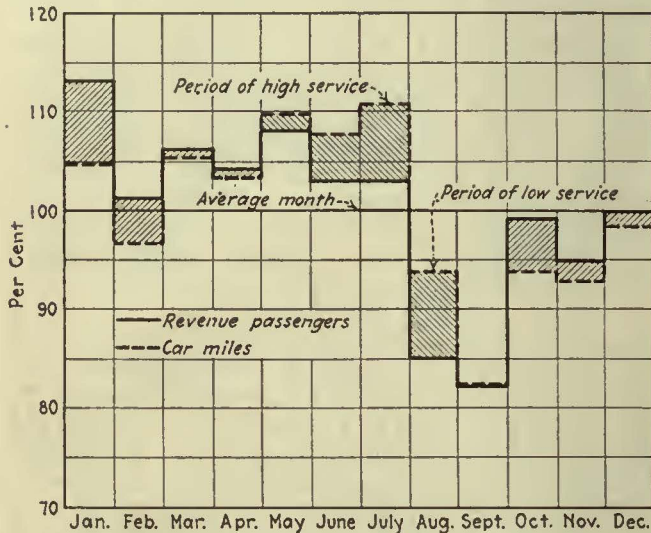 120
110
100
90
80
70
Per Cent
Period of high service
Average month
Period of low service
Revenue passengers
Car miles
Jan. Feb. Mar. Apr. May June July Aug. Sept. Oct. Nov. Dec.